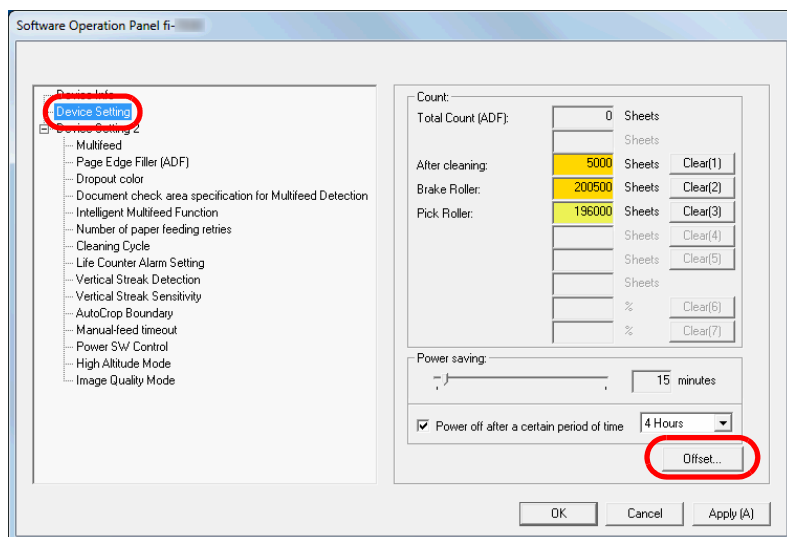 Software Operation Panel fi-
Device Info
Device Setting
Device Setting 2
Multifeed
Page Edge Filler (ADF)
Dropout color
Document check area specification for Multifeed Detection
Intelligent Multifeed Function
Number of paper feeding retries
Cleaning Cycle
Life Counter Alarm Setting
Vertical Streak Detection
Vertical Streak Sensitivity
AutoCrop Boundary
Manual-feed timeout
Power SW Control
High Altitude Mode
Image Quality Mode
Count:
Total Count (ADF): 0 Sheets
Sheets
After cleaning: 5000 Sheets Clear(1)
Brake Roller: 200500 Sheets Clear(2)
Pick Roller: 196000 Sheets Clear(3)
Sheets Clear(4)
Sheets Clear(5)
Sheets
% Clear(6)
% Clear(7)
Power saving:
15 minutes
Power off after a certain period of time 4 Hours
Offset...
OK Cancel Apply (A)